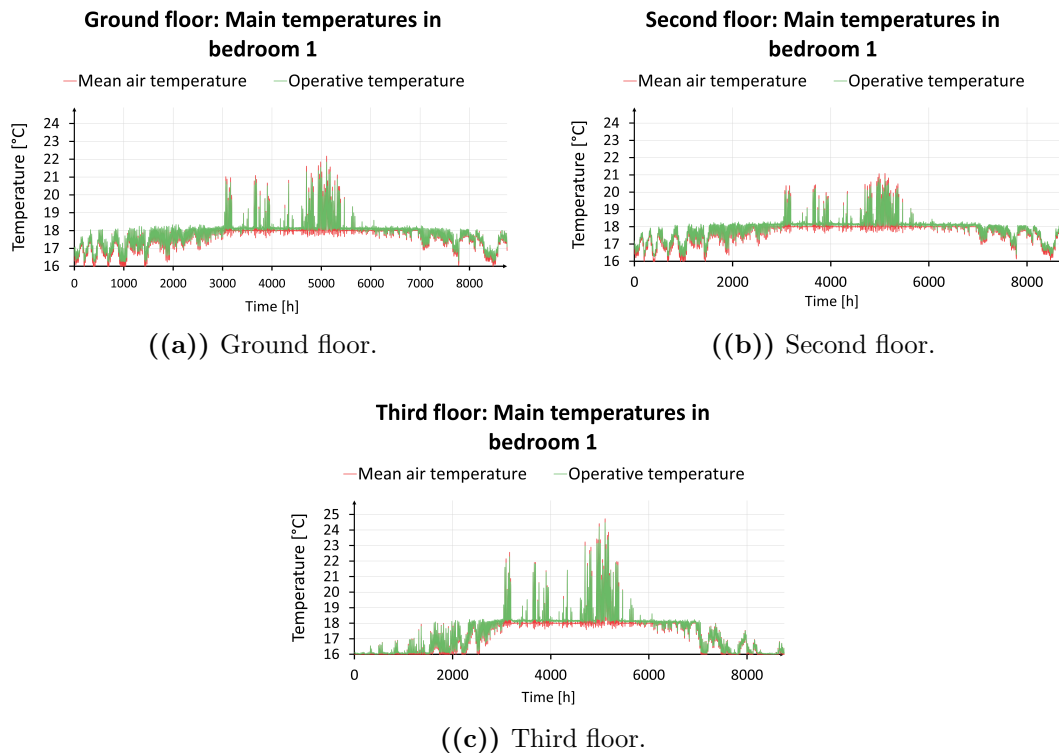 Ground floor: Main temperatures in
bedroom 1
Mean air temperature Operative temperature
Temperature [°C]
24
23
22
21
20
19
18
17
16
0 1000 2000 3000 4000 5000 6000 7000 8000
Time [h]
((a)) Ground floor.
Second floor: Main temperatures in
bedroom 1
Mean air temperature Operative temperature
Temperature [°C]
24
23
22
21
20
19
18
17
16
0 2000 4000 6000 8000
Time [h]
((b)) Second floor.
Third floor: Main temperatures in
bedroom 1
Mean air temperature Operative temperature
Temperature [°C]
25
24
23
22
21
20
19
18
17
16
0 2000 4000 6000 8000
Time [h]
((c)) Third floor.